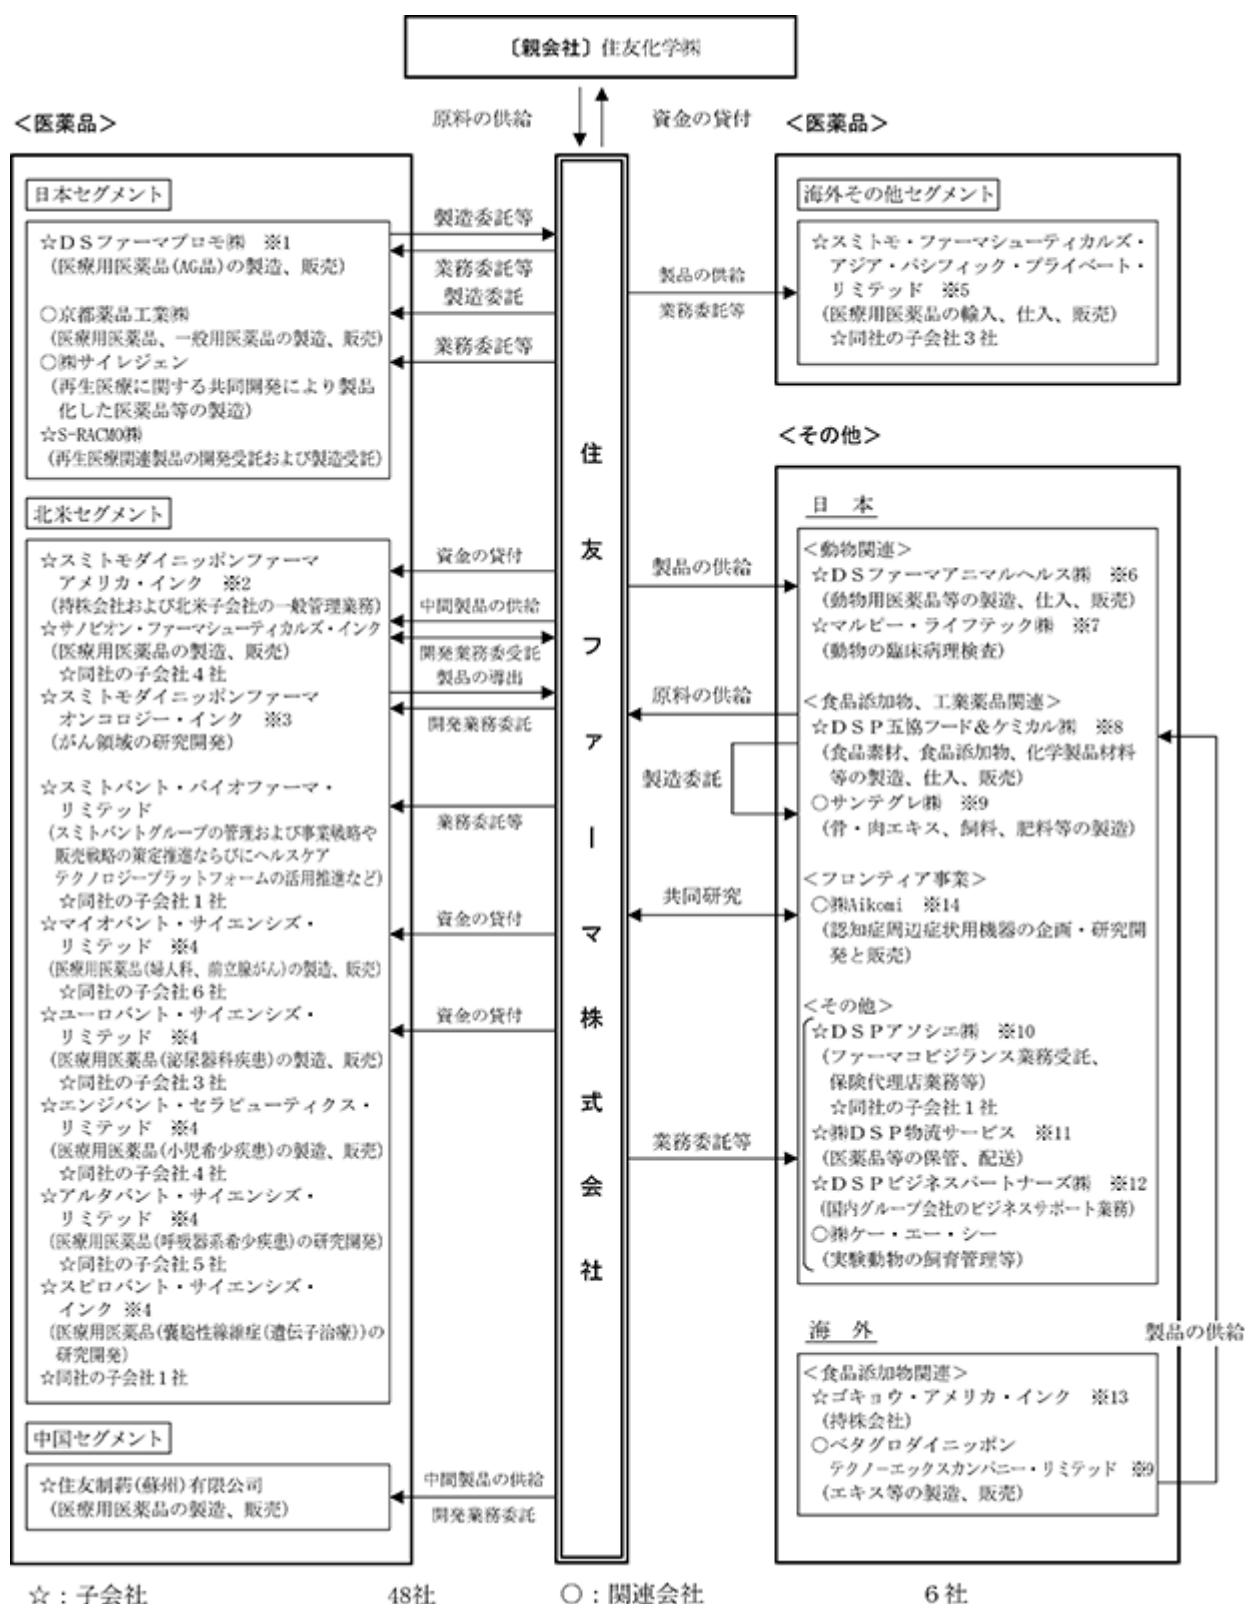 〔親会社〕住友化学㈱
原料の供給
資金の貸付
＜医薬品＞
日本セグメント
☆ＤＳファーマプロモ㈱　※1
(医療用医薬品(AG品)の製造、販売)
○京都薬品工業㈱
(医療用医薬品、一般用医薬品の製造、販売)
○㈱サイレジェン
(再生医療に関する共同開発により製品
化した医薬品等の製造)
☆S-RACMO㈱
(再生医療関連製品の開発受託および製造受託)
製造委託等
業務委託等
製造委託
業務委託等
北米セグメント
☆スミトモダイニッポンファーマ
アメリカ・インク　※2
(持株会社および北米子会社の一般管理業務)
☆サノビオン・ファーマシューティカルズ・インク
(医療用医薬品の製造、販売)
☆同社の子会社４社
☆スミトモダイニッポンファーマ
オンコロジー・インク　※3
(がん領域の研究開発)
☆スミトバント・バイオファーマ・
リミテッド
(スミトバントグループの管理および事業戦略や
販売戦略の策定推進ならびにヘルスケア
テクノロジープラットフォームの活用推進など)
☆同社の子会社１社
☆マイオバント・サイエンシズ・
リミテッド　※4
(医療用医薬品(婦人科、前立腺がん)の製造、販売)
☆同社の子会社６社
☆ユーロバント・サイエンシズ・
リミテッド　※4
(医療用医薬品(泌尿器科疾患)の製造、販売)
☆同社の子会社３社
☆エンジバント・セラピューティクス・
リミテッド　※4
(医療用医薬品(小児希少疾患)の製造、販売)
☆同社の子会社４社
☆アルタバント・サイエンシズ・
リミテッド　※4
(医療用医薬品(呼吸器系希少疾患)の研究開発)
☆同社の子会社５社
☆スピロバント・サイエンシズ・
インク ※4
(医療用医薬品(嚢胞性線維症(遺伝子治療))の
研究開発)
☆同社の子会社１社
資金の貸付
中間製品の供給
開発業務委受託
製品の導出
開発業務委託
業務委託等
資金の貸付
資金の貸付
中国セグメント
☆住友制葯(蘇州)有限公司
(医療用医薬品の製造、販売)
中間製品の供給
開発業務委託
住友ファーマ株式会社
＜医薬品＞
海外その他セグメント
☆スミトモ・ファーマシューティカルズ・
アジア・パシフィック・プライベート・
リミテッド　※5
(医療用医薬品の輸入、仕入、販売)
☆同社の子会社３社
製品の供給
業務委託等
＜その他＞
日　本
＜動物関連＞
☆ＤＳファーマアニマルヘルス㈱　※6
(動物用医薬品等の製造、仕入、販売)
☆マルピー・ライフテック㈱　※7
(動物の臨床病理検査)
製品の供給
＜食品添加物、工業薬品関連＞
☆ＤＳＰ五協フード＆ケミカル㈱　※8
(食品素材、食品添加物、化学製品材料
等の製造、仕入、販売)
○サンテグレ㈱　※9
(骨・肉エキス、飼料、肥料等の製造)
原料の供給
製造委託
＜フロンティア事業＞
○㈱Aikomi　※14
(認知症周辺症状用機器の企画・研究開
発と販売)
共同研究
＜その他＞
☆ＤＳＰアソシエ㈱　※10
(ファーマコビジランス業務受託、
保険代理店業務等)
☆同社の子会社１社
☆㈱ＤＳＰ物流サービス　※11
(医薬品等の保管、配送)
☆ＤＳＰビジネスパートナーズ㈱　※12
(国内グループ会社のビジネスサポート業務)
○㈱ケー・エー・シー
(実験動物の飼育管理等)
業務委託等
海　外
＜食品添加物関連＞
☆ゴキョウ・アメリカ・インク　※13
(持株会社)
○ベタグロダイニッポン
テクノ－エックスカンパニー・リミテッド　※9
(エキス等の製造、販売)
製品の供給
☆：子会社　48社　○：関連会社　６社